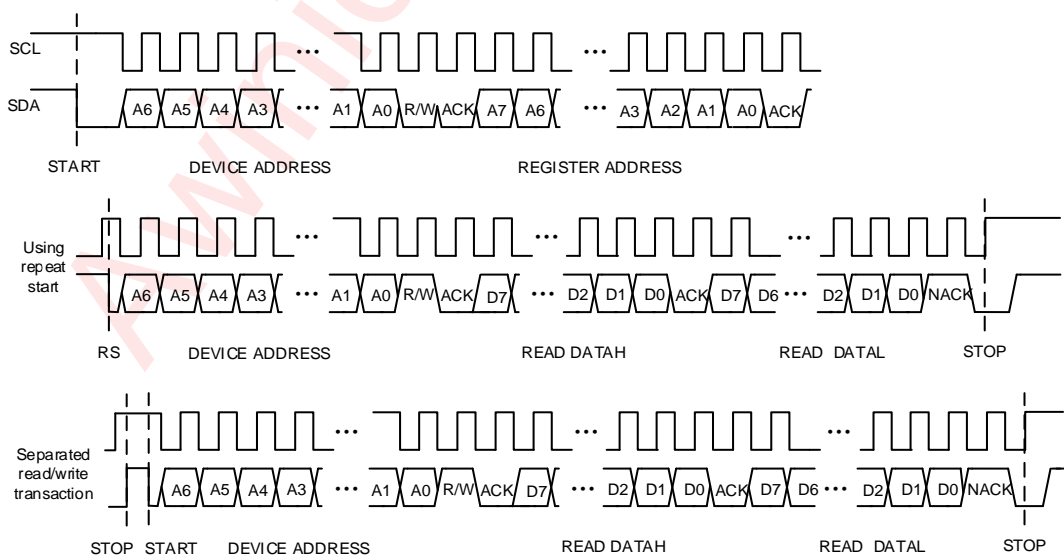 SCL
SDA A6 A5 A4 A3 ••• A1 A0 R/W ACK A7 A6 ••• A3 A2 A1 A0 ACK
START DEVICE ADDRESS REGISTER ADDRESS
Using
repeat
start
A6 A5 A4 A3 ••• A1 A0 R/W ACK D7 ••• D2 D1 D0 ACK D7 D6 ••• D2 D1 D0 NACK
RS DEVICE ADDRESS READ DATAH READ DATAL STOP
Separated
read/write
transaction
A6 A5 A4 A3 ••• A1 A0 R/W ACK D7 ••• D2 D1 D0 ACK D7 D6 ••• D2 D1 D0 NACK
STOP START DEVICE ADDRESS READ DATAH READ DATAL STOP